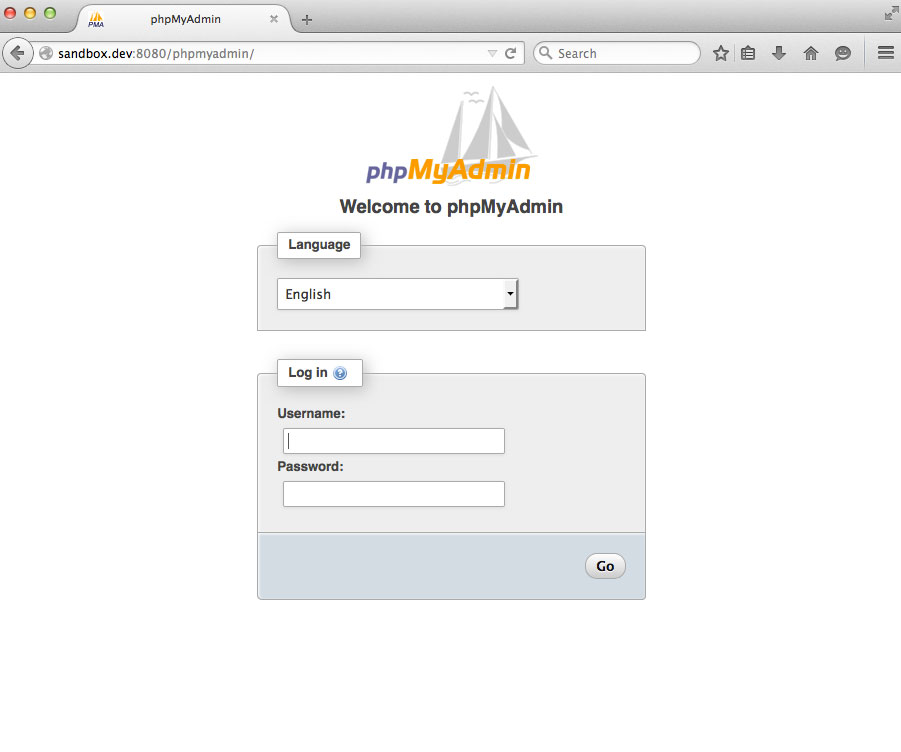 PMA
phpMyAdmin
sandbox.dev:8080/phpmyadmin/
Search
phpMyAdmin
Welcome to phpMyAdmin
Language
English
Log in
Username:
Password:
Go